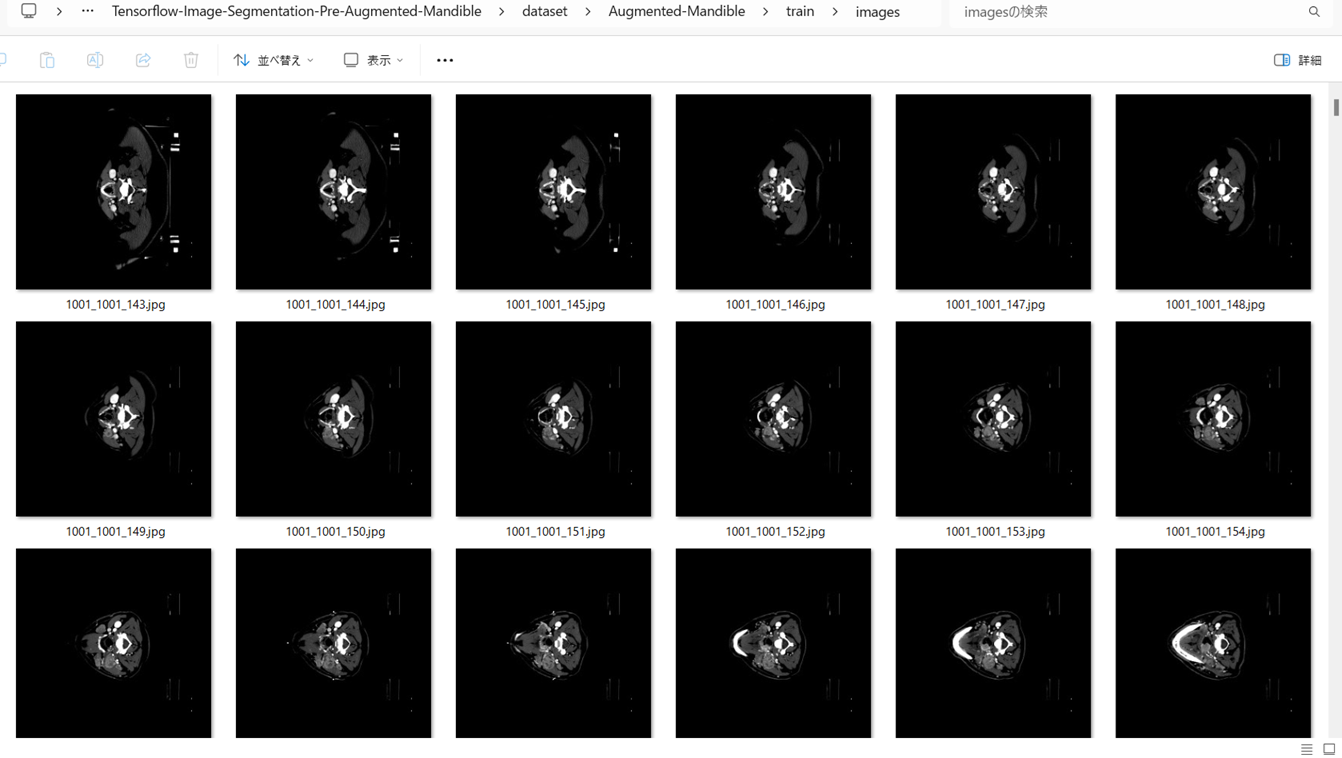 Tensorflow-Image-Segmentation-Pre-Augmented-Mandible > dataset > Augmented-Mandible > train > images imagesの検索
並べ替え 表示 詳細
1001_1001_143.jpg 1001_1001_144.jpg 1001_1001_145.jpg 1001_1001_146.jpg 1001_1001_147.jpg 1001_1001_148.jpg
1001_1001_149.jpg 1001_1001_150.jpg 1001_1001_151.jpg 1001_1001_152.jpg 1001_1001_153.jpg 1001_1001_154.jpg